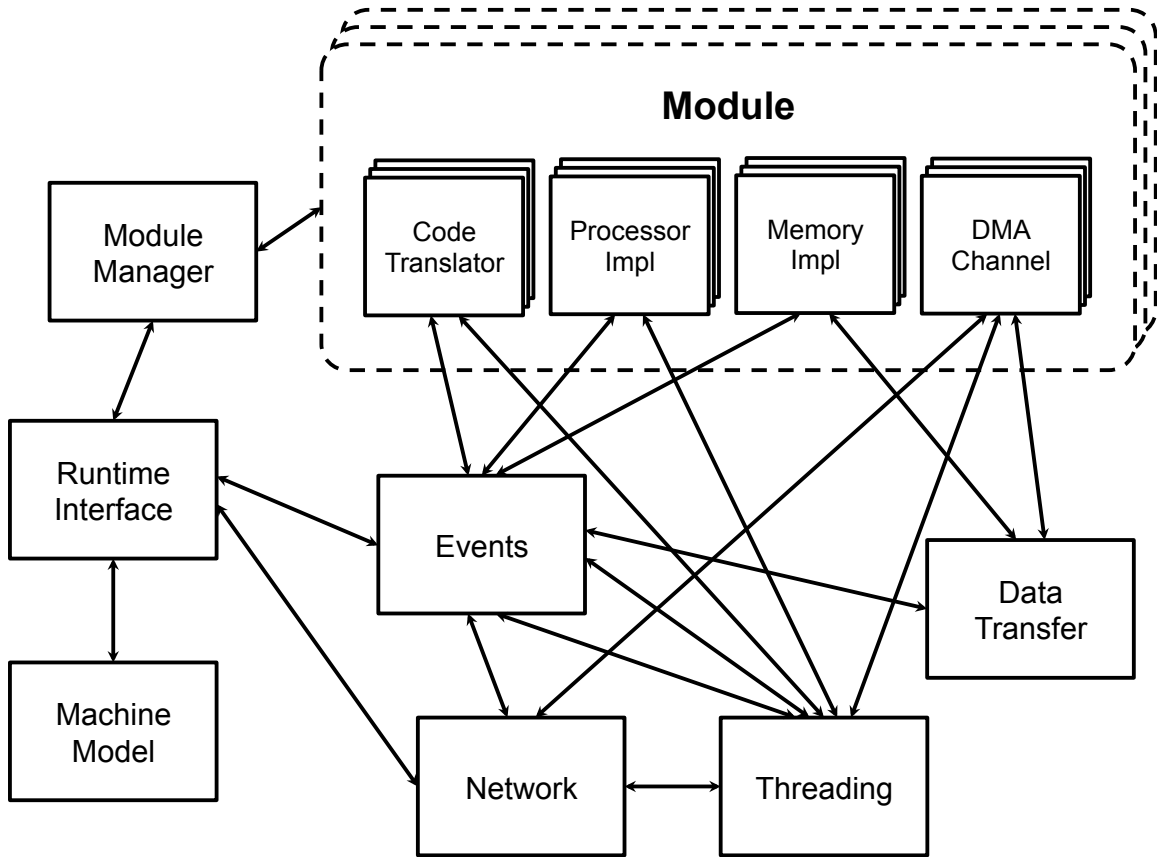 Module
Module
Manager
Code
Translator
Processor
Impl
Memory
Impl
DMA
Channel
Runtime
Interface
Events
Data
Transfer
Machine
Model
Network
Threading